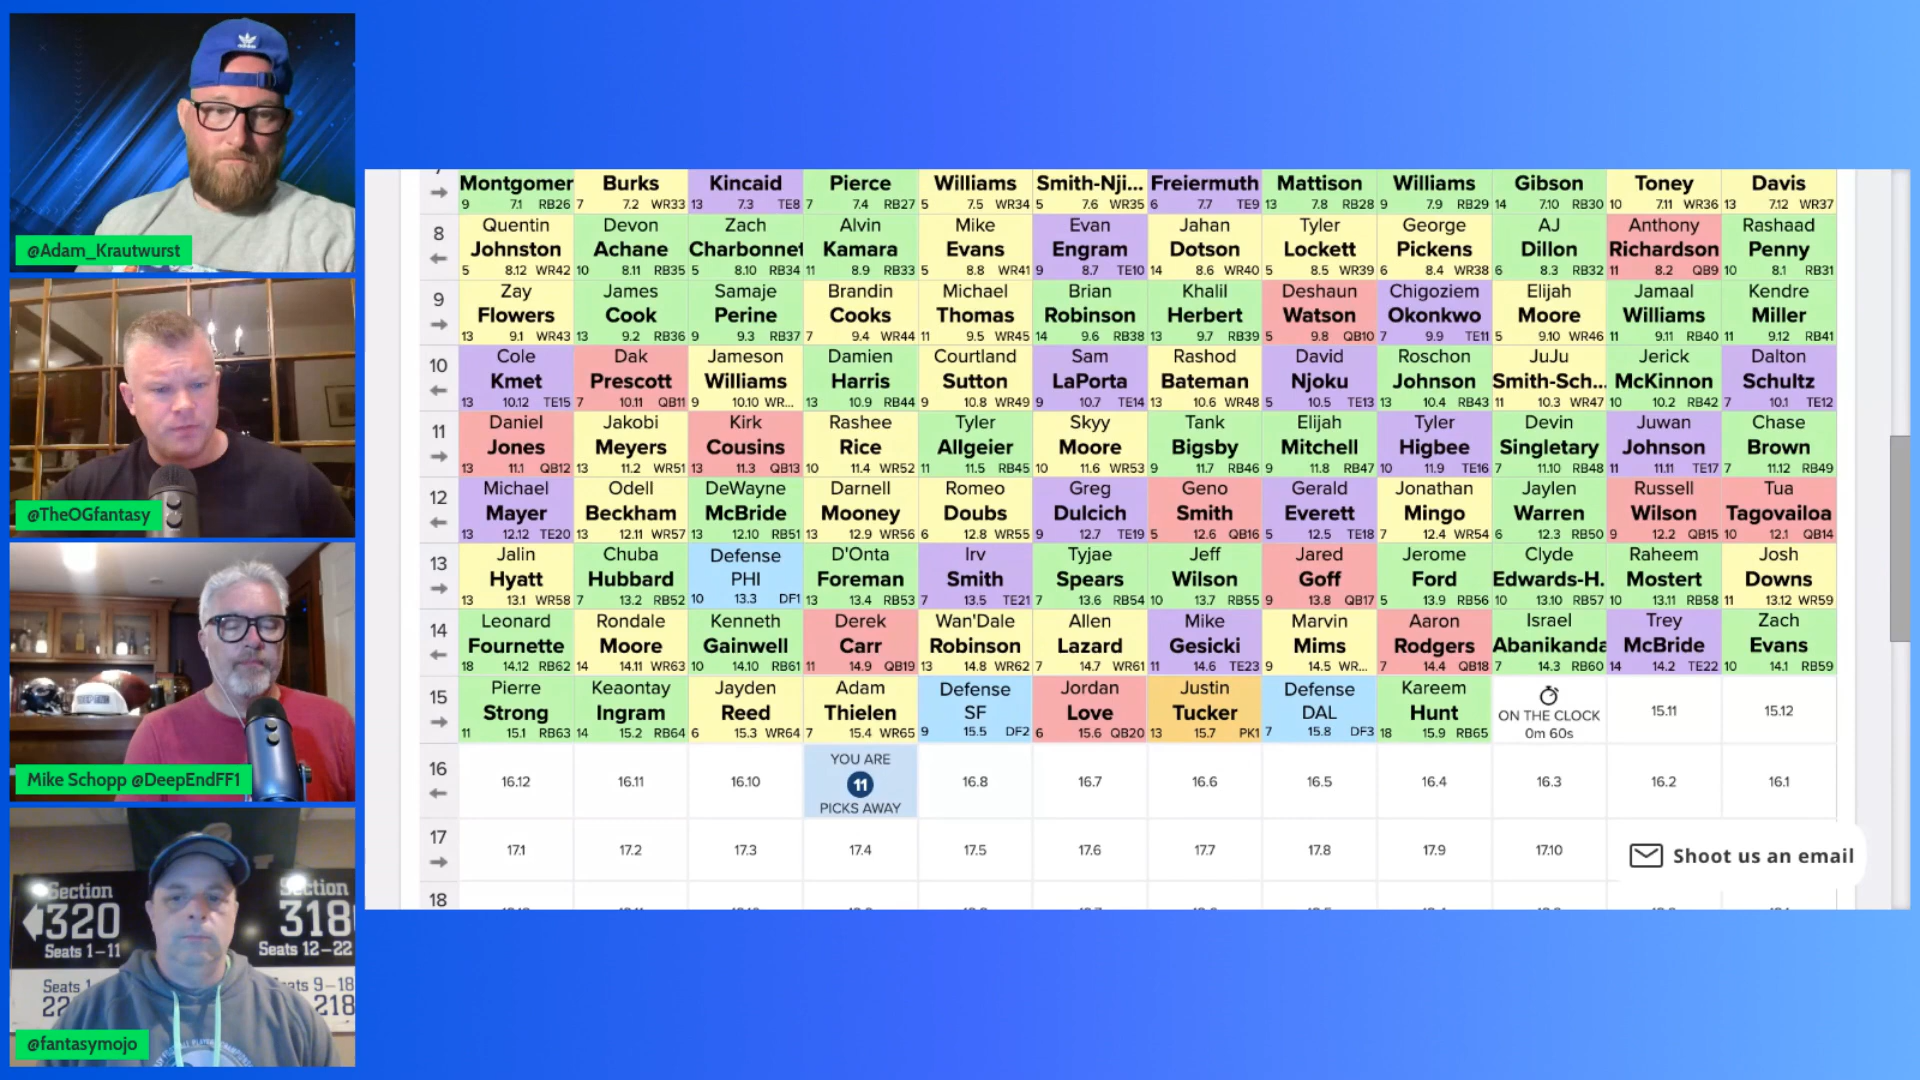 @Adam_Krautwurst
@TheOGfantasy
Mike Schopp @DeepEndFF1
Section Section
320 318
Seats 1-11 Seats 12-22
@fantasymojo
Montgomer Burks Kincaid Pierce Williams Smith-Nji... Freiermuth Mattison Williams Gibson Toney Davis
9 7.1 RB26 7 7.2 WR33 13 7.3 TE8 7 7.4 RB27 5 7.5 WR34 5 7.6 WR35 6 7.7 TE9 13 7.8 RB28 9 7.9 RB29 14 7.10 RB30 10 7.11 WR36 13 7.12 WR37
8 Quentin Devon Zach Alvin Mike Evan Jahan Tyler George AJ Anthony Rashaad
Johnston Achane Charbonnet Kamara Evans Engram Dotson Lockett Pickens Dillon Richardson Penny
5 8.12 WR42 10 8.11 RB35 5 8.10 RB34 11 8.9 RB33 5 8.8 WR41 9 8.7 TE10 14 8.6 WR40 5 8.5 WR39 6 8.4 WR38 6 8.3 RB32 11 8.2 QB9 10 8.1 RB31
9 Zay James Samaje Brandin Michael Brian Khalil Deshaun Chigoziem Elijah Jamaal Kendre
Flowers Cook Perine Cooks Thomas Robinson Herbert Watson Okonkwo Moore Williams Miller
13 9.1 WR43 13 9.2 RB36 9 9.3 RB37 7 9.4 WR44 11 9.5 WR45 14 9.6 RB38 13 9.7 RB39 5 9.8 QB10 7 9.9 TE11 5 9.10 WR46 11 9.11 RB40 11 9.12 RB41
10 Cole Dak Jameson Damien Courtland Sam Rashod David Roschon JuJu Jerick Dalton
Kmet Prescott Williams Harris Sutton LaPorta Bateman Njoku Johnson Smith-Sch... McKinnon Schultz
13 10.12 TE15 7 10.11 QB11 9 10.10 WR... 13 10.9 RB44 9 10.8 WR49 9 10.7 TE14 13 10.6 WR48 5 10.5 TE13 13 10.4 RB43 11 10.3 WR47 10 10.2 RB42 7 10.1 TE12
11 Daniel Jakobi Kirk Rashee Tyler Skyy Tank Elijah Tyler Devin Juwan Chase
Jones Meyers Cousins Rice Allgeier Moore Bigsby Mitchell Higbee Singletary Johnson Brown
13 11.1 QB12 13 11.2 WR51 13 11.3 QB13 10 11.4 WR52 11 11.5 RB45 10 11.6 WR53 9 11.7 RB46 9 11.8 RB47 10 11.9 TE16 7 11.10 RB48 11 11.11 TE17 7 11.12 RB49
12 Michael Odell DeWayne Darnell Romeo Greg Geno Gerald Jonathan Jaylen Russell Tua
Mayer Beckham McBride Mooney Doubs Dulcich Smith Everett Mingo Warren Wilson Tagovailoa
13 12.12 TE20 13 12.11 WR57 13 12.10 RB51 13 12.9 WR56 6 12.8 WR55 9 12.7 TE19 5 12.6 QB16 5 12.5 TE18 7 12.4 WR54 6 12.3 RB50 9 12.2 QB15 10 12.1 QB14
13 Jalin Chuba Defense D'Onta Irv Tyjae Jeff Jared Jerome Clyde Raheem Josh
Hyatt Hubbard PHI Foreman Smith Spears Wilson Goff Ford Edwards-H. Mostert Downs
13 13.1 WR58 7 13.2 RB52 10 13.3 DF1 13 13.4 RB53 7 13.5 TE21 7 13.6 RB54 10 13.7 RB55 9 13.8 QB17 5 13.9 RB56 10 13.10 RB57 10 13.11 RB58 11 13.12 WR59
14 Leonard Rondale Kenneth Derek Wan'Dale Allen Mike Marvin Aaron Israel Trey Zach
Fournette Moore Gainwell Carr Robinson Lazard Gesicki Mims Rodgers Abanikanda McBride Evans
18 14.12 RB62 14 14.11 WR63 10 14.10 RB61 11 14.9 QB19 13 14.8 WR62 7 14.7 WR61 11 14.6 TE23 9 14.5 WR... 7 14.4 QB18 7 14.3 RB60 14 14.2 TE22 10 14.1 RB59
15 Pierre Keaontay Jayden Adam Defense Jordan Justin Defense Kareem
Strong Ingram Reed Thielen SF Love Tucker DAL Hunt ON THE CLOCK 15.11 15.12
11 15.1 RB63 14 15.2 RB64 6 15.3 WR64 7 15.4 WR65 9 15.5 DF2 6 15.6 QB20 13 15.7 PK1 7 15.8 DF3 18 15.9 RB65 0m 60s
YOU ARE
16 16.12 16.11 16.10 11 16.8 16.7 16.6 16.5 16.4 16.3 16.2 16.1
PICKS AWAY
17 17.1 17.2 17.3 17.4 17.5 17.6 17.7 17.8 17.9 17.10
Shoot us an email
18